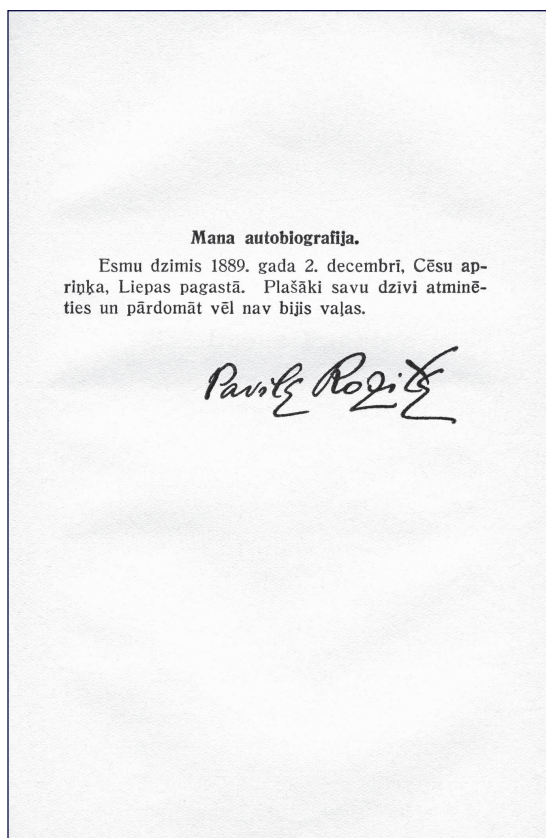 Mana autobiografija.
Esmu dzimis 1889. gada 2. decembrī, Cēsu ap-
riņķa, Liepas pagastā. Plašāki savu dzīvi atminē-
ties un pārdomāt vēl nav bijis vaļas.
Pavils Rozits